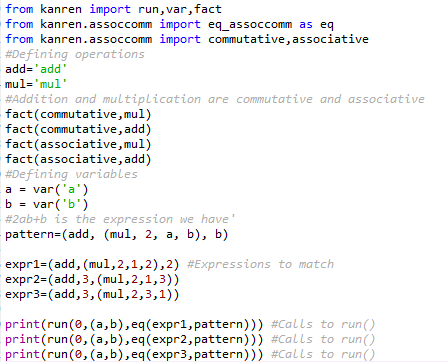 from kanren import run,var,fact
from kanren.assoccomm import eq_assoccomm as eq
from kanren.assoccomm import commutative,associative
#Defining operations
add='add'
mul='mul'
#Addition and multiplication are commutative and associative
fact(commutative,mul)
fact(commutative,add)
fact(associative,mul)
fact(associative,add)
#Defining variables
a = var('a')
b = var('b')
#2ab+b is the expression we have'
pattern=(add, (mul, 2, a, b), b)
expr1=(add,(mul,2,1,2),2) #Expressions to match
expr2=(add,3,(mul,2,1,3))
expr3=(add,3,(mul,2,3,1))
print(run(0,(a,b),eq(expr1,pattern))) #Calls to run()
print(run(0,(a,b),eq(expr2,pattern))) #Calls to run()
print(run(0,(a,b),eq(expr3,pattern))) #Calls to run()